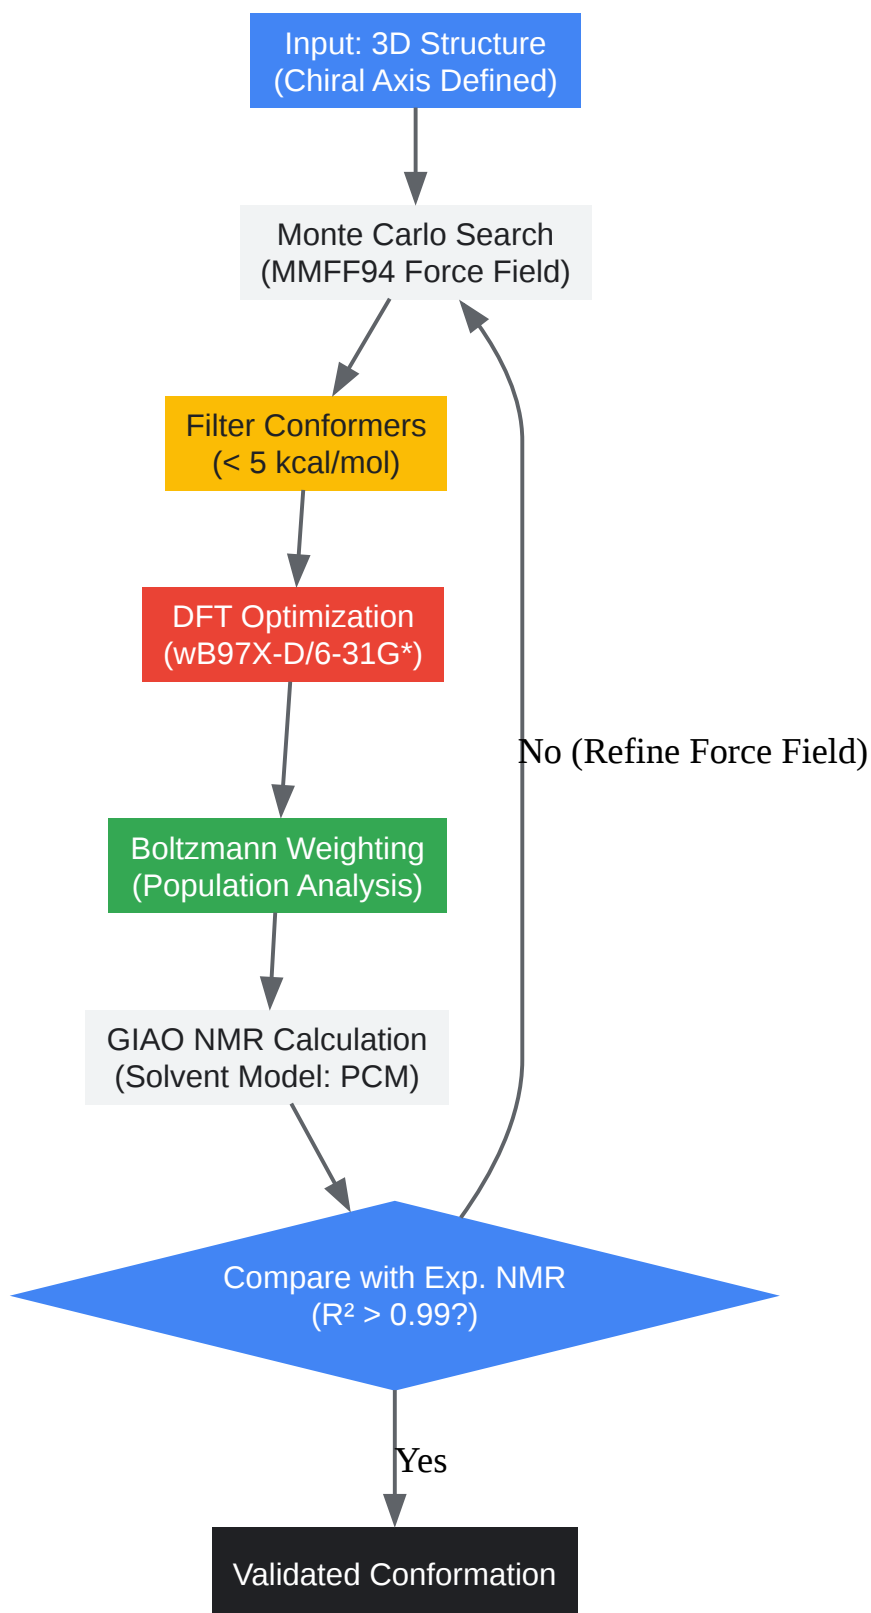 Input: 3D Structure
(Chiral Axis Defined)
Monte Carlo Search
(MMFF94 Force Field)
Filter Conformers
(< 5 kcal/mol)
DFT Optimization
(wB97X-D/6-31G*)
No (Refine Force Field)
Boltzmann Weighting
(Population Analysis)
GIAO NMR Calculation
(Solvent Model: PCM)
Compare with Exp. NMR
(R² > 0.99?)
Yes
Validated Conformation